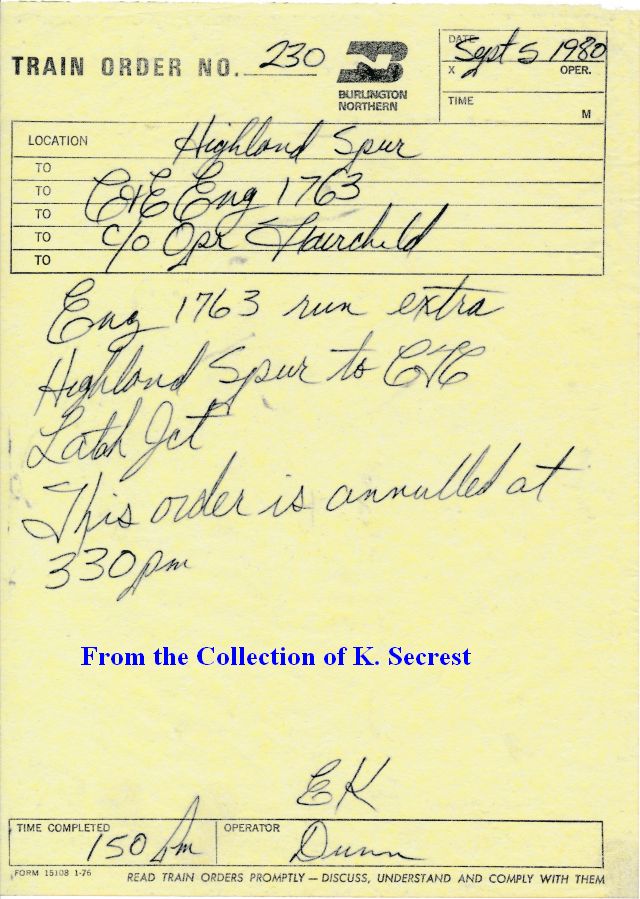 TRAIN ORDER NO. 230
BURLINGTON
NORTHERN
DATE Sept 5 1980
X OPER.
TIME M
LOCATION Highland Spur
TO
TO C&E Eng 1763
TO
TO c/o Opr Fairchild
TO
Eng 1763 run extra
Highland Spur to CTC
Latah Jct
This order is annulled at
330pm
From the Collection of K. Secrest
EK
TIME COMPLETED 150 pm
OPERATOR Dunn
FORM 15108 1-76
READ TRAIN ORDERS PROMPTLY — DISCUSS, UNDERSTAND AND COMPLY WITH THEM